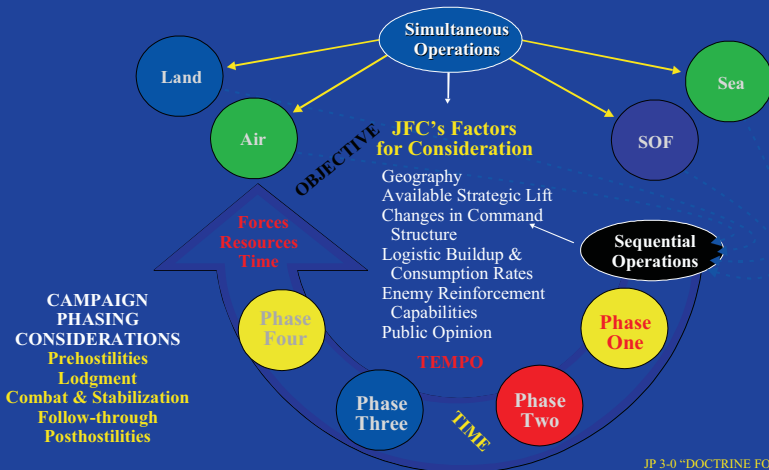 Simultaneous
Operations
Land
Sea
Air
SOF
OBJECTIVE
JFC's Factors
for Consideration
Geography
Available Strategic Lift
Changes in Command
Structure
Logistic Buildup &
Consumption Rates
Enemy Reinforcement
Capabilities
Public Opinion
Forces
Resources
Time
Sequential
Operations
CAMPAIGN
PHASING
CONSIDERATIONS
Prehostilities
Lodgment
Combat & Stabilization
Follow-through
Posthostilities
Phase
Four
Phase
One
TEMPO
Phase
Three
Phase
Two
TIME
JP 3-0 “DOCTRINE FO